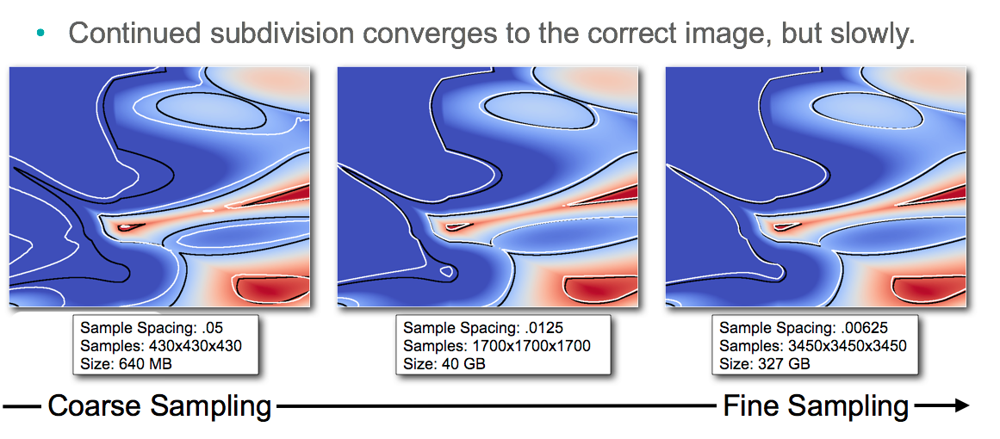 • Continued subdivision converges to the correct image, but slowly.
Sample Spacing: .05
Samples: 430x430x430
Size: 640 MB
Sample Spacing: .0125
Samples: 1700x1700x1700
Size: 40 GB
Sample Spacing: .00625
Samples: 3450x3450x3450
Size: 327 GB
Coarse Sampling
Fine Sampling